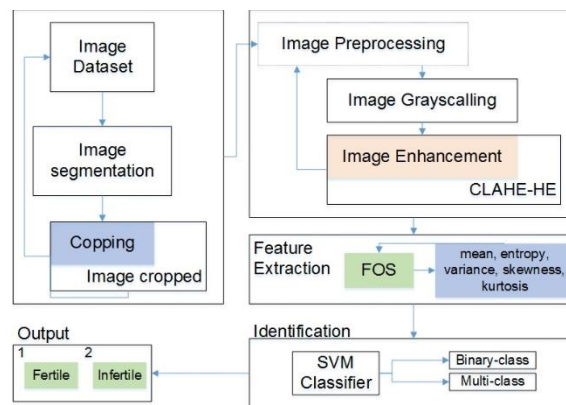 Image
Dataset
Image
segmentation
Copping
Image cropped
Image Preprocessing
Image Grayscalling
Image Enhancement
CLAHE-HE
Feature
Extraction
FOS
mean, entropy,
variance, skewness,
kurtosis
Identification
SVM
Classifier
Binary-class
Multi-class
Output
1 2
Fertile Infertile